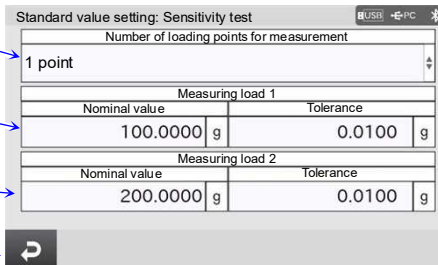 Standard value setting: Sensitivity test
USB PC
Number of loading points for measurement
1 point
Measuring load 1
Nominal value Tolerance
100.0000 g 0.0100 g
Measuring load 2
Nominal value Tolerance
200.0000 g 0.0100 g